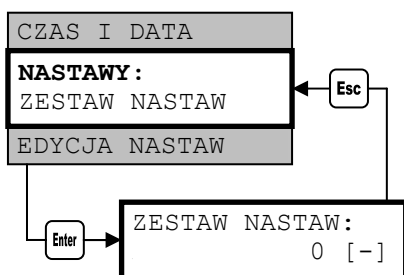 CZAS I DATA
NASTAWY:
ZESTAW NASTAW
Esc
EDYCJA NASTAW
Enter
ZESTAW NASTAW:
0 [-]